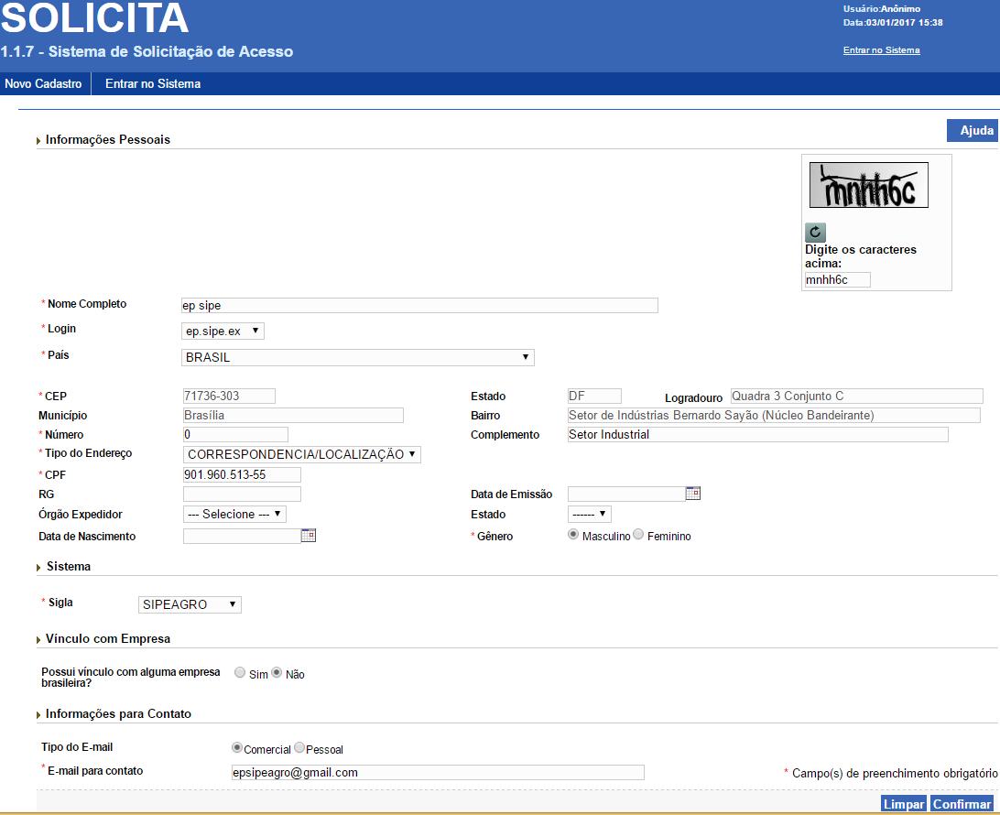 SOLICITA
Usuário:Anônimo
Data:03/01/2017 15:38
1.1.7 - Sistema de Solicitação de Acesso
Entrar no Sistema
Novo Cadastro Entrar no Sistema
Ajuda
Informações Pessoais
mnhh6c
Digite os caracteres
acima:
mnhh6c
* Nome Completo ep sipe
* Login ep.sipe.ex
* País BRASIL
* CEP 71736-303 Estado DF Logradouro Quadra 3 Conjunto C
Município Brasília Bairro Setor de Indústrias Bernardo Sayão (Núcleo Bandeirante)
* Número 0 Complemento Setor Industrial
* Tipo do Endereço CORRESPONDENCIA/LOCALIZAÇÃO
* CPF 901.960.513-55
RG Data de Emissão
Órgão Expedidor --- Selecione --- Estado ------
Data de Nascimento * Gênero Masculino Feminino
Sistema
* Sigla SIPEAGRO
Vínculo com Empresa
Possui vínculo com alguma empresa Sim Não
brasileira?
Informações para Contato
Tipo do E-mail Comercial Pessoal
* E-mail para contato epsipeagro@gmail.com * Campo(s) de preenchimento obrigatório
Limpar Confirmar